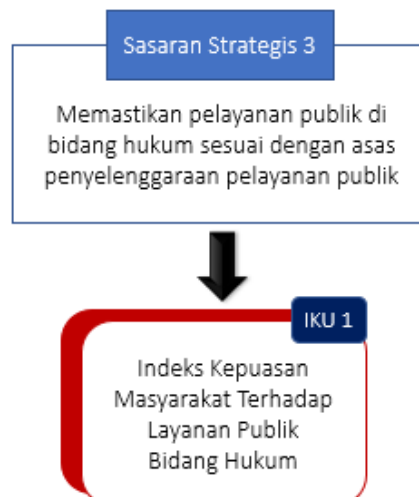 Sasaran Strategis 3
Memastikan pelayanan publik di
bidang hukum sesuai dengan asas
penyelenggaraan pelayanan publik
IKU 1
Indeks Kepuasan
Masyarakat Terhadap
Layanan Publik
Bidang Hukum